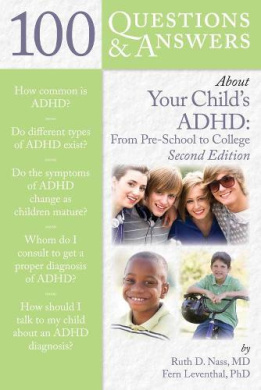 100 QUESTIONS
& ANSWERS
About
Your Child's
ADHD:
From Pre-School to College
Second Edition
How common is
ADHD?
Do different types
of ADHD exist?
Do the symptoms
of ADHD
change as
children mature?
Whom do I
consult to get a
proper diagnosis
of ADHD?
How should I
talk to my child
about an ADHD
diagnosis?
by
Ruth D. Nass, MD
Fern Leventhal, PhD